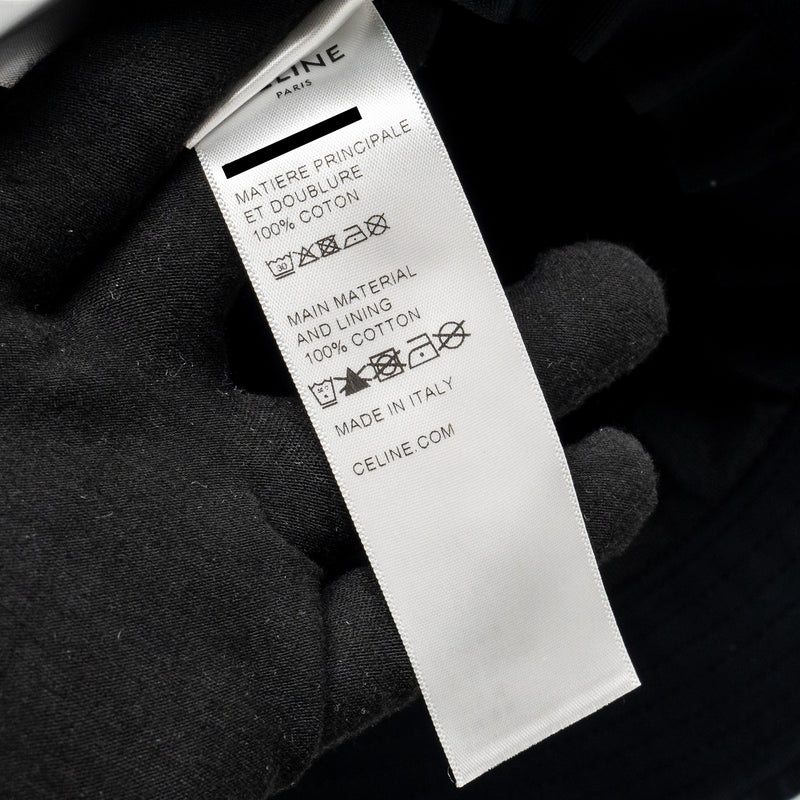 CELINE
PARIS
MATIERE PRINCIPALE
ET DOUBLURE
100% COTON
30
MAIN MATERIAL
AND LINING
100% COTTON
MADE IN ITALY
CELINE.COM